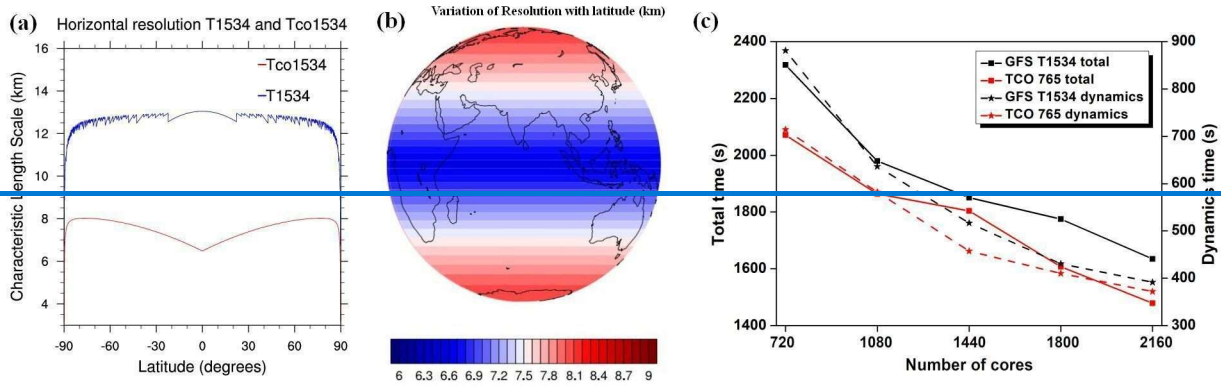 (a)
Horizontal resolution T1534 and Tco1534
Characteristic Length Scale (km)
16
14
12
10
8
6
4
Tco1534
T1534
-90
-60
-30
0
30
60
90
Latitude (degrees)
(b)
Variation of Resolution with latitude (km)
6
6.3
6.6
6.9
7.2
7.5
7.8
8.1
8.4
8.7
9
(c)
Total time (s)
2400
2200
2000
1800
1600
1400
GFS T1534 total
TCO 765 total
GFS T1534 dynamics
TCO 765 dynamics
900
800
700
600
500
400
300
Dynamics time (s)
720
1080
1440
1800
2160
Number of cores